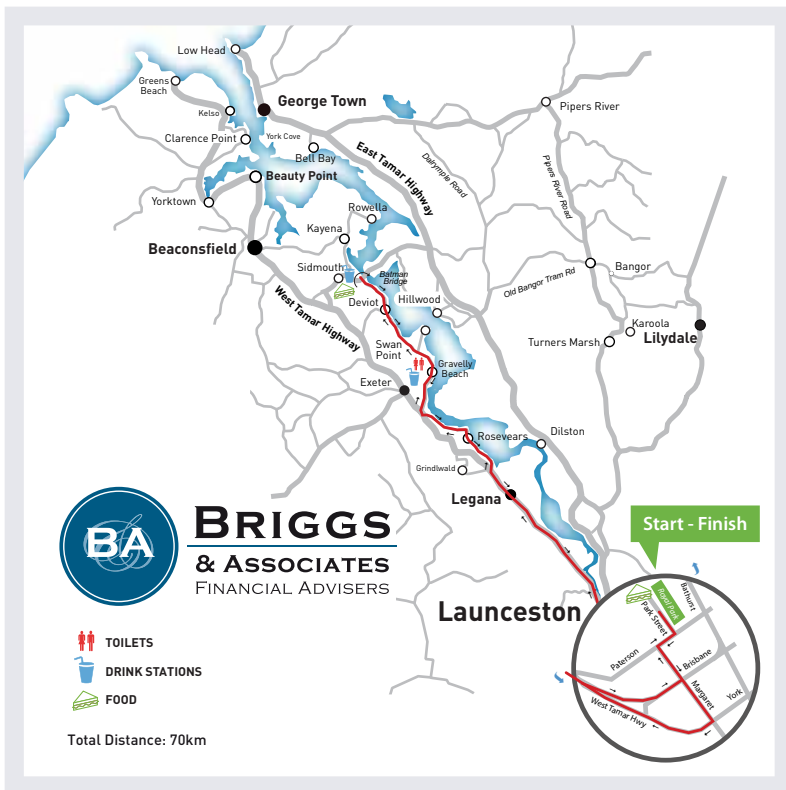 Low Head
Greens
Beach
George Town
Pipers River
Kelso
Clarence Point
York Cove
Bell Bay
East Tamar Highway
Dalrymple Road
Pipers River Road
Beauty Point
Yorktown
Rowella
Kayena
Beaconsfield
Sidmouth
Batman
Bridge
Bangor
Old Bangor Tram Rd
West Tamar Highway
Deviot
Hillwood
Karoola
Lilydale
Turners Marsh
Swan
Point
Gravelly
Beach
Exeter
Rosevears
Dilston
Grindlwald
Legana
BA
BRIGGS
& ASSOCIATES
FINANCIAL ADVISERS
Start - Finish
Launceston
Royal Park
Bathurst
Park Street
Paterson
Brisbane
Margaret
York
West Tamar Hwy
TOILETS
DRINK STATIONS
FOOD
Total Distance: 70km